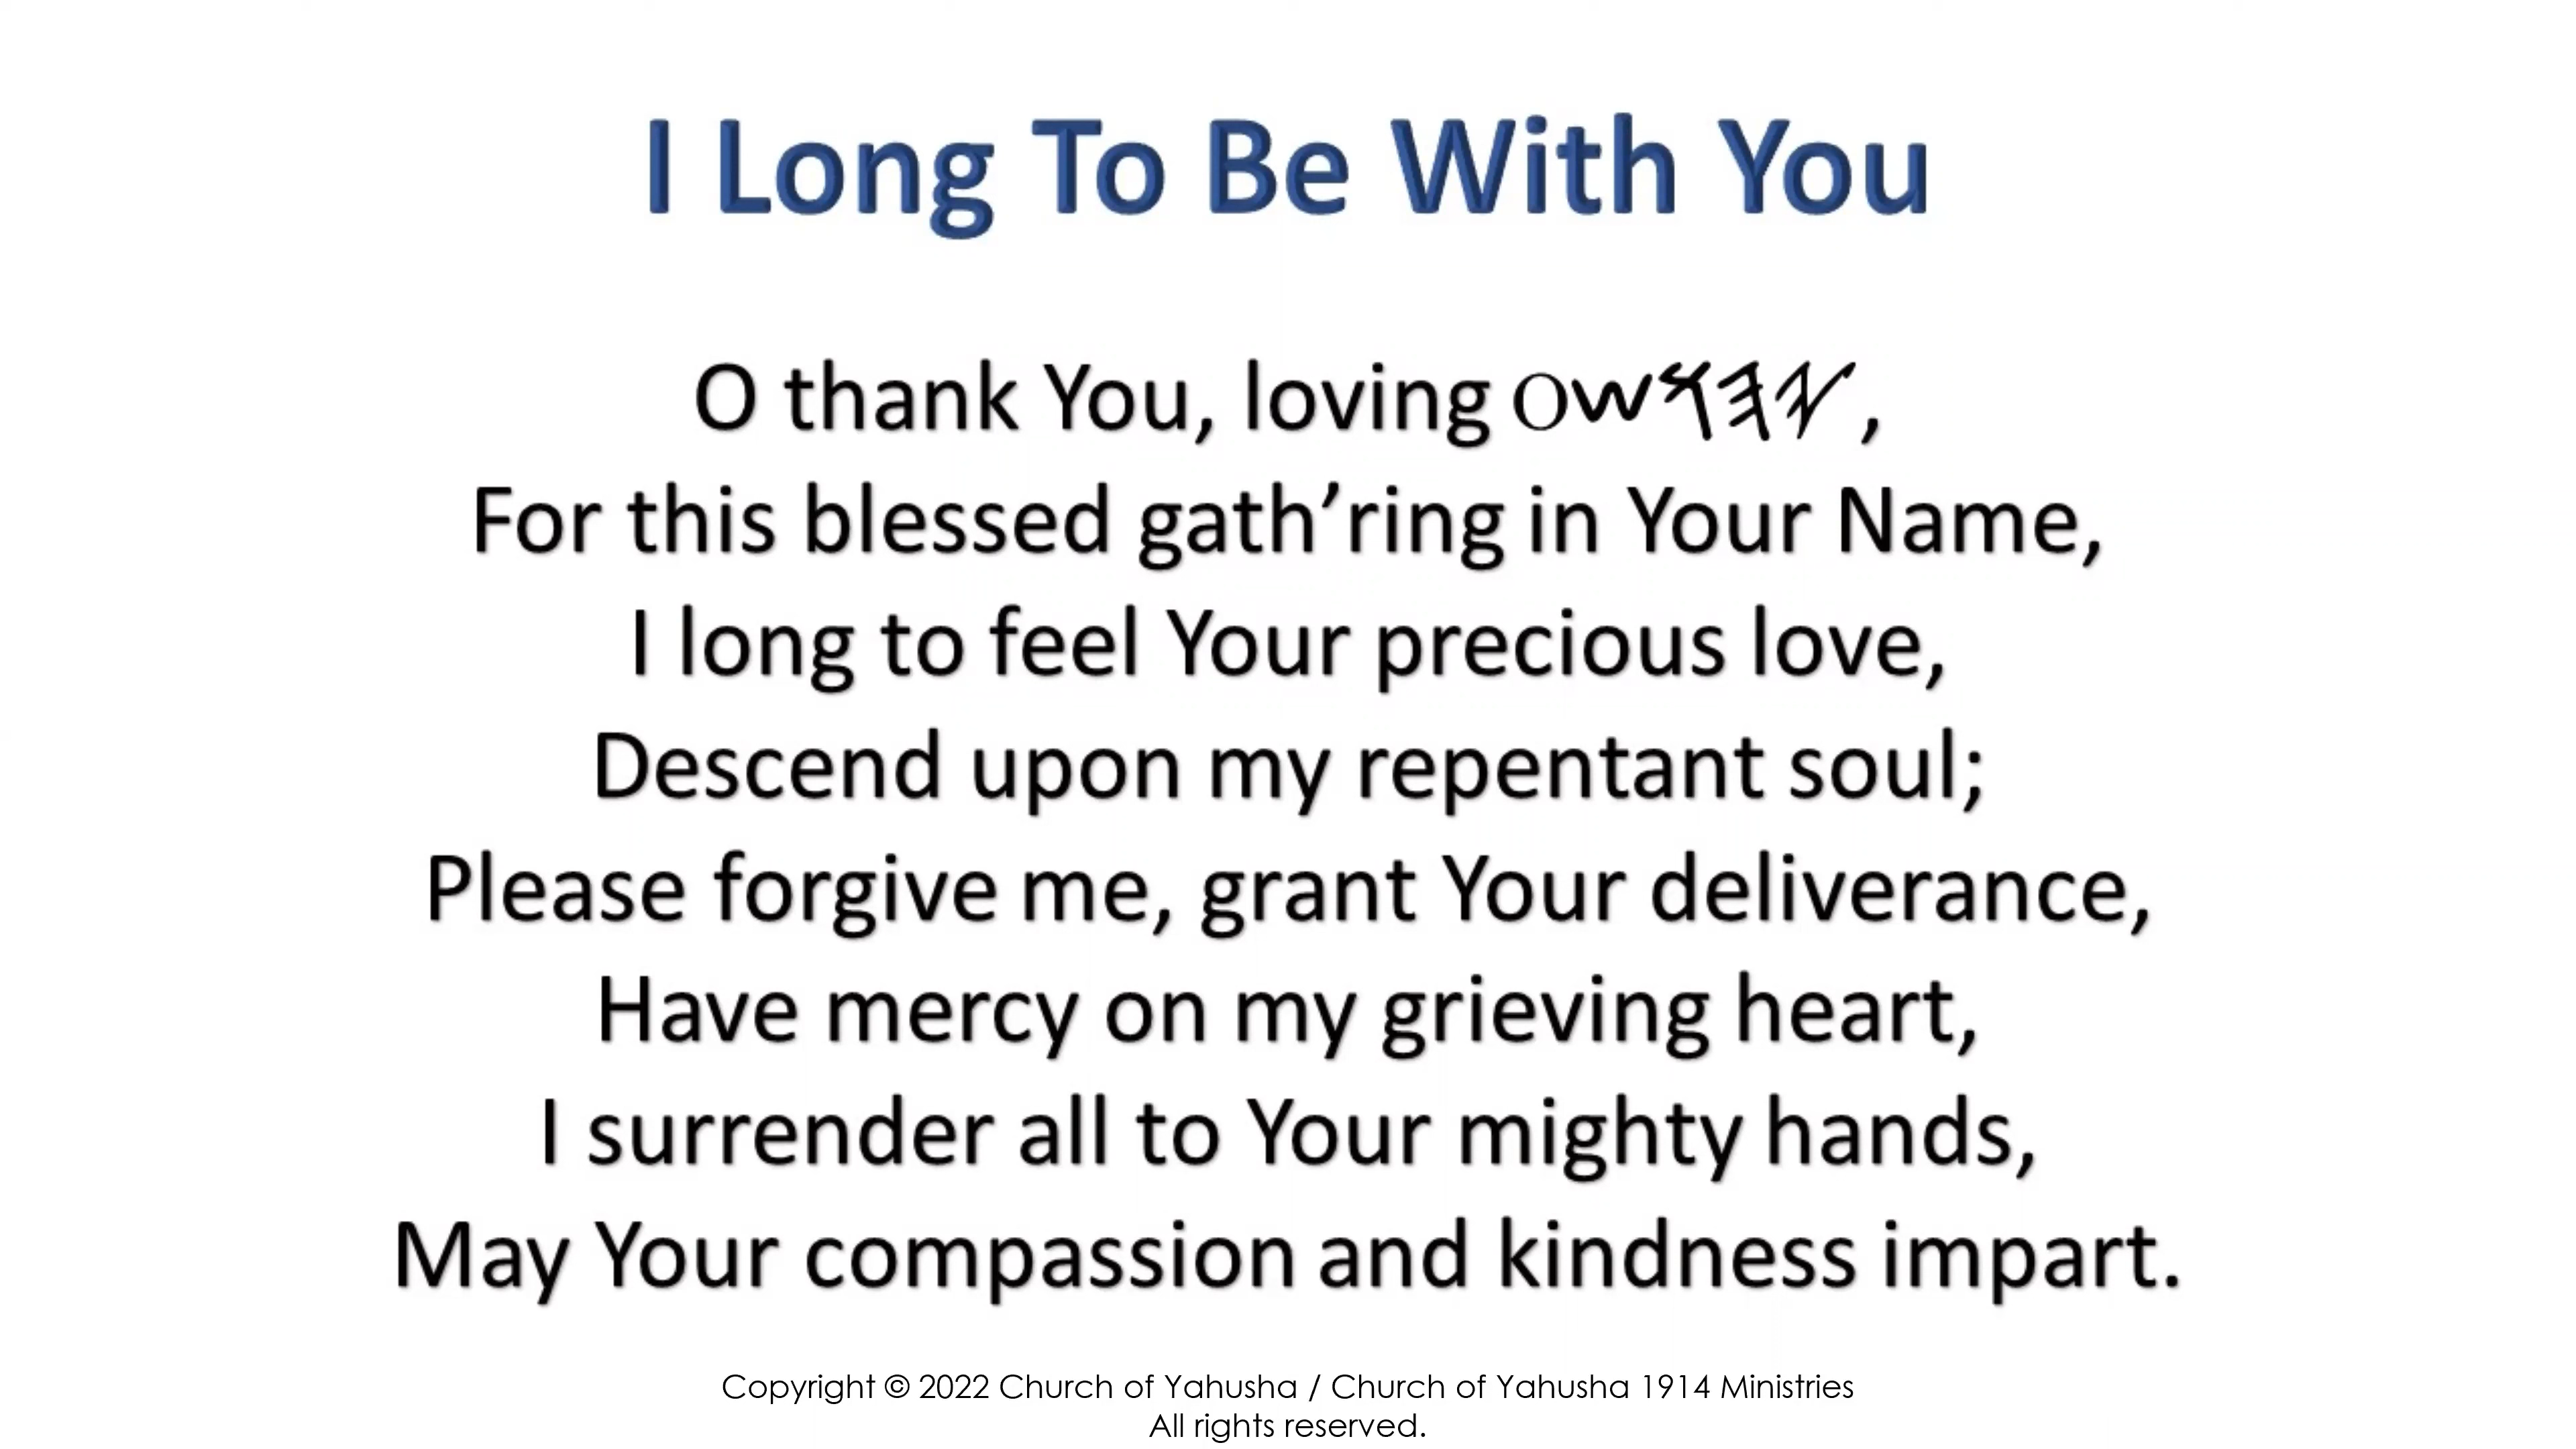 I Long To Be With You
O thank You, loving 𐤉𐤄𐤅𐤔𐤏,
For this blessed gath’ring in Your Name,
I long to feel Your precious love,
Descend upon my repentant soul;
Please forgive me, grant Your deliverance,
Have mercy on my grieving heart,
I surrender all to Your mighty hands,
May Your compassion and kindness impart.
Copyright © 2022 Church of Yahusha / Church of Yahusha 1914 Ministries
All rights reserved.